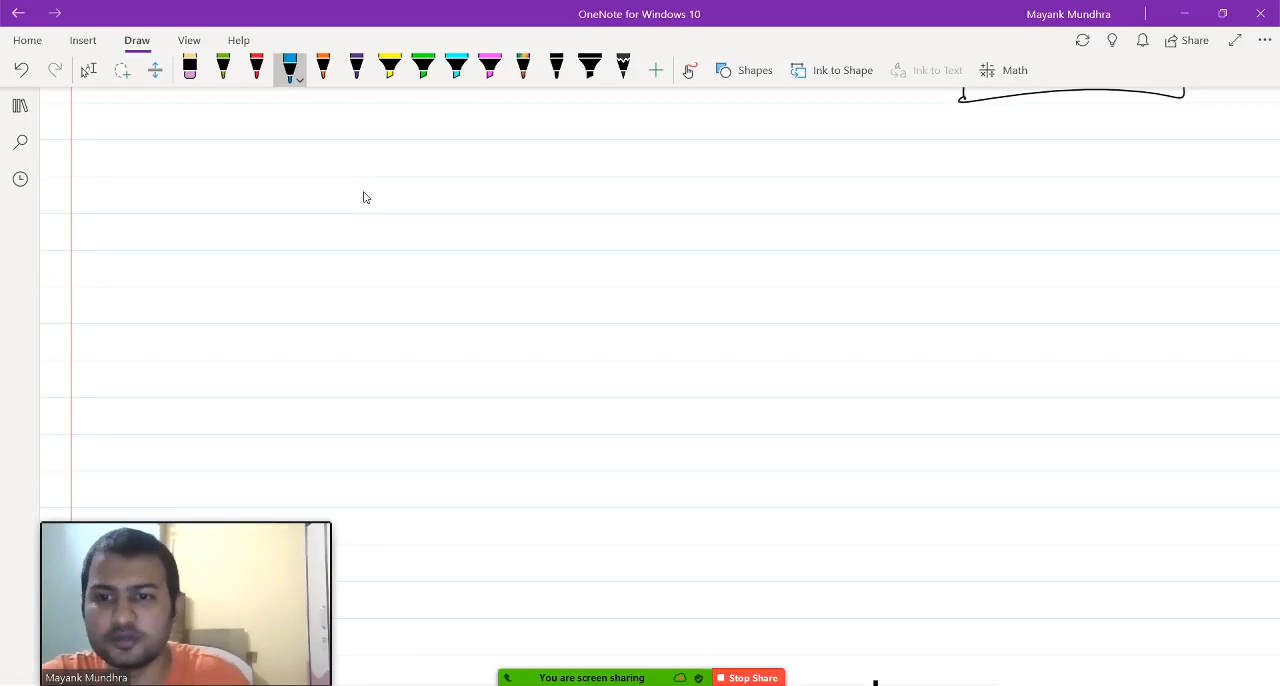 OneNote for Windows 10
Mayank Mundhra
Home
Insert
Draw
View
Help
Share
Shapes
Ink to Shape
Ink to Text
Math
Mayank Mundhra
You are screen sharing
Stop Share